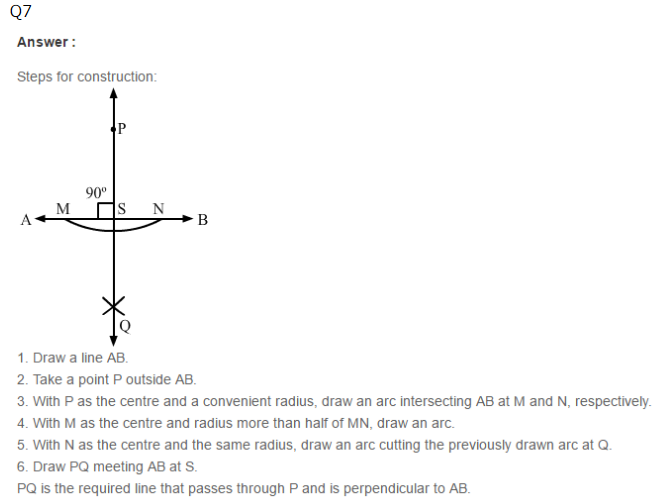 Q7
Answer :
Steps for construction:
P
90º
M S N
A B
Q
1. Draw a line AB.
2. Take a point P outside AB.
3. With P as the centre and a convenient radius, draw an arc intersecting AB at M and N, respectively.
4. With M as the centre and radius more than half of MN, draw an arc.
5. With N as the centre and the same radius, draw an arc cutting the previously drawn arc at Q.
6. Draw PQ meeting AB at S.
PQ is the required line that passes through P and is perpendicular to AB.